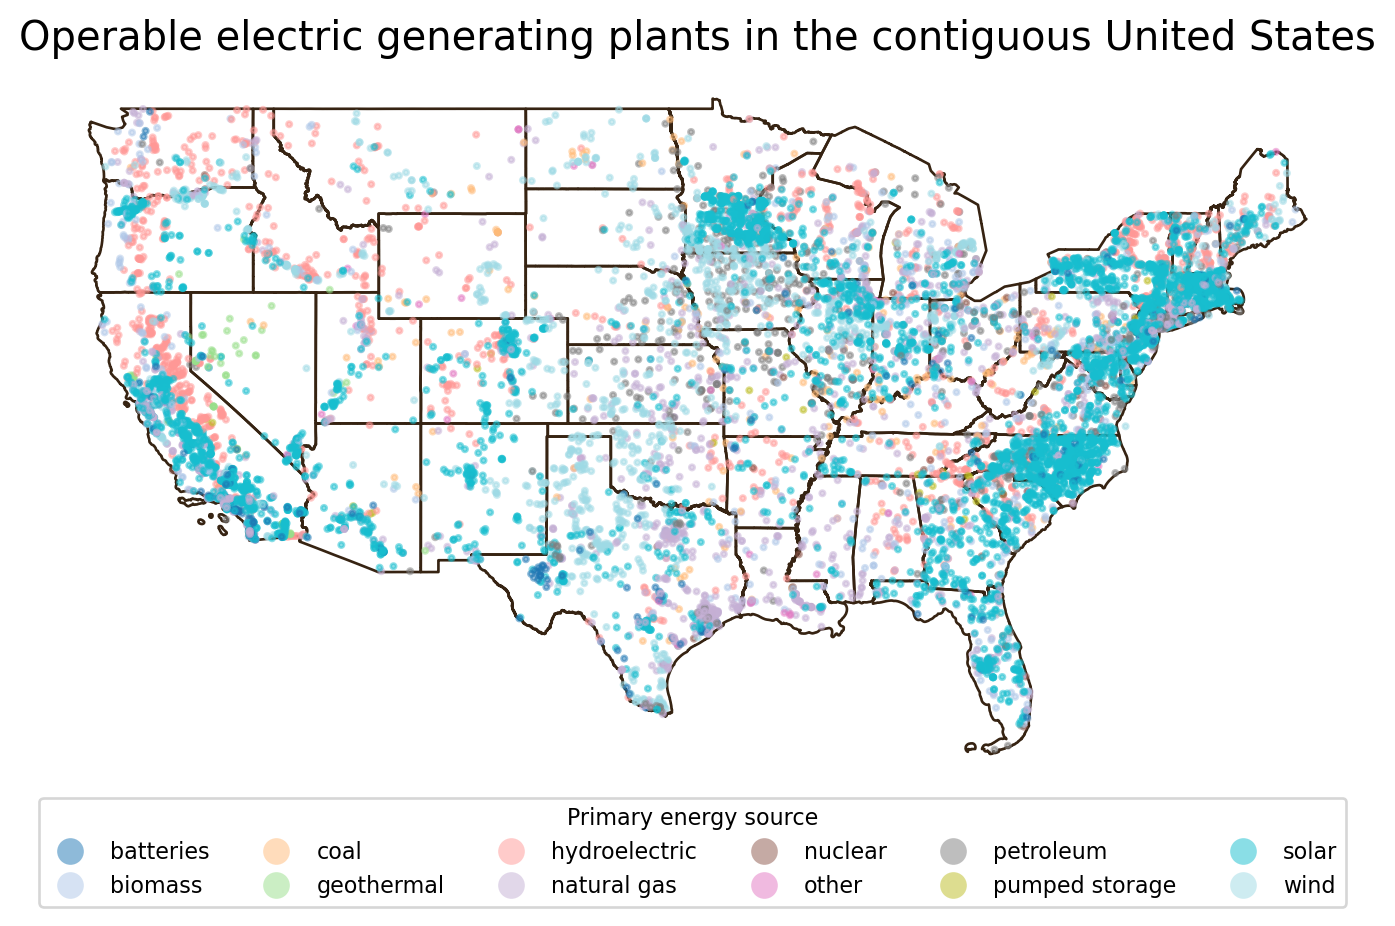 Operable electric generating plants in the contiguous United States
Primary energy source
batteries coal hydroelectric nuclear petroleum solar
biomass geothermal natural gas other pumped storage wind